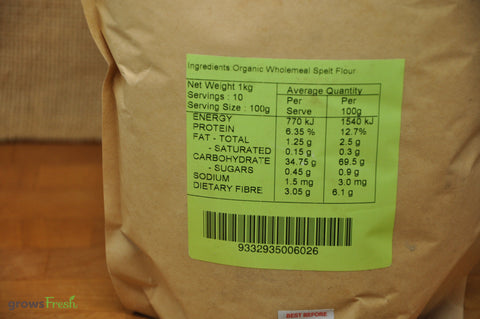 Ingredients Organic Wholemeal Spelt Flour
Net Weight 1kg
Servings : 10
Serving Size : 100g
Average Quantity
Per Serve
Per 100g
ENERGY 770 kJ 1540 kJ
PROTEIN 6.35 % 12.7%
FAT - TOTAL 1.25 g 2.5 g
- SATURATED 0.15 g 0.3 g
CARBOHYDRATE 34.75 g 69.5 g
- SUGARS 0.45 g 0.9 g
SODIUM 1.5 mg 3.0 mg
DIETARY FIBRE 3.05 g 6.1 g
9332935006026
BEST BEFORE
growsFresh